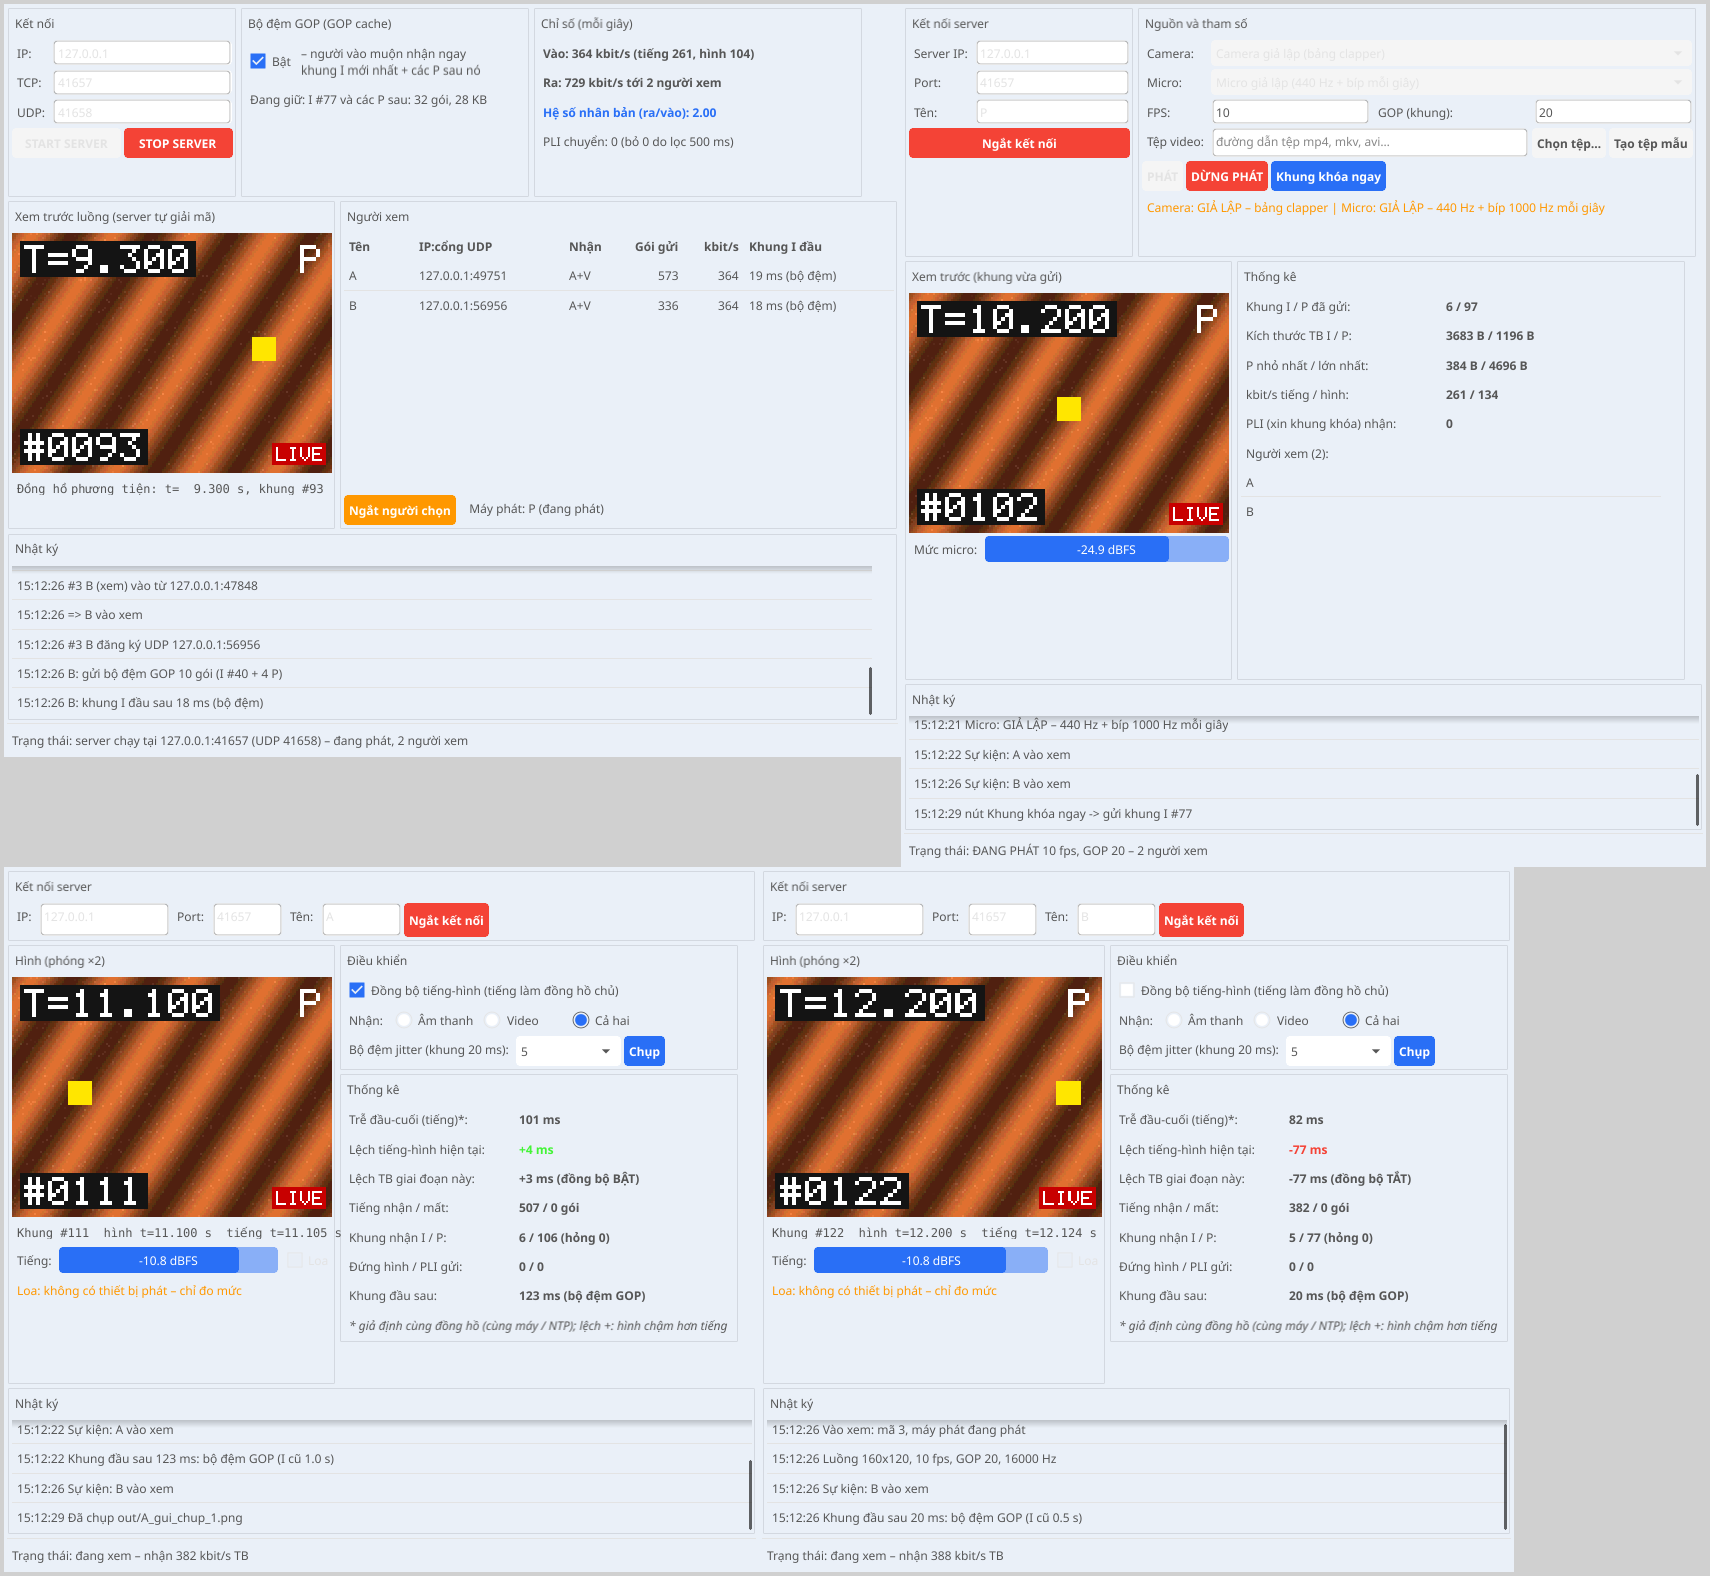 Kết nối
IP: 127.0.0.1
TCP: 41657
UDP: 41658
START SERVER STOP SERVER
Bộ đệm GOP (GOP cache)
Bật – người vào muộn nhận ngay
khung I mới nhất + các P sau nó
Đang giữ: I #77 và các P sau: 32 gói, 28 KB
Chỉ số (mỗi giây)
Vào: 364 kbit/s (tiếng 261, hình 104)
Ra: 729 kbit/s tới 2 người xem
Hệ số nhân bản (ra/vào): 2.00
PLI chuyển: 0 (bỏ 0 do lọc 500 ms)
Xem trước luồng (server tự giải mã)
T=9.300 P
#0093 LIVE
Đồng hồ phương tiện: t= 9.300 s, khung #93
Người xem
Tên IP:cổng UDP Nhận Gói gửi kbit/s Khung I đầu
A 127.0.0.1:49751 A+V 573 364 19 ms (bộ đệm)
B 127.0.0.1:56956 A+V 336 364 18 ms (bộ đệm)
Ngắt người chọn Máy phát: P (đang phát)
Nhật ký
15:12:26 #3 B (xem) vào từ 127.0.0.1:47848
15:12:26 => B vào xem
15:12:26 #3 B đăng ký UDP 127.0.0.1:56956
15:12:26 B: gửi bộ đệm GOP 10 gói (I #40 + 4 P)
15:12:26 B: khung I đầu sau 18 ms (bộ đệm)
Trạng thái: server chạy tại 127.0.0.1:41657 (UDP 41658) – đang phát, 2 người xem
Kết nối server
Server IP: 127.0.0.1
Port: 41657
Tên: P
Ngắt kết nối
Nguồn và tham số
Camera: Camera giả lập (bảng clapper)
Micro: Micro giả lập (440 Hz + bíp mỗi giây)
FPS: 10 GOP (khung): 20
Tệp video: đường dẫn tệp mp4, mkv, avi... Chọn tệp... Tạo tệp mẫu
PHÁT DỪNG PHÁT Khung khóa ngay
Camera: GIẢ LẬP – bảng clapper | Micro: GIẢ LẬP – 440 Hz + bíp 1000 Hz mỗi giây
Xem trước (khung vừa gửi)
T=10.200 P
#0102 LIVE
Mức micro: -24.9 dBFS
Thống kê
Khung I / P đã gửi: 6 / 97
Kích thước TB I / P: 3683 B / 1196 B
P nhỏ nhất / lớn nhất: 384 B / 4696 B
kbit/s tiếng / hình: 261 / 134
PLI (xin khung khóa) nhận: 0
Người xem (2):
A
B
Nhật ký
15:12:21 Micro: GIẢ LẬP – 440 Hz + bíp 1000 Hz mỗi giây
15:12:22 Sự kiện: A vào xem
15:12:26 Sự kiện: B vào xem
15:12:29 nút Khung khóa ngay -> gửi khung I #77
Trạng thái: ĐANG PHÁT 10 fps, GOP 20 – 2 người xem
Kết nối server
IP: 127.0.0.1 Port: 41657 Tên: A Ngắt kết nối
Hình (phóng ×2)
T=11.100 P
#0111 LIVE
Khung #111 hình t=11.100 s tiếng t=11.105 s
Tiếng: -10.8 dBFS Loa
Loa: không có thiết bị phát – chỉ đo mức
Điều khiển
Đồng bộ tiếng-hình (tiếng làm đồng hồ chủ)
Nhận: Âm thanh Video Cả hai
Bộ đệm jitter (khung 20 ms): 5 Chụp
Thống kê
Trễ đầu-cuối (tiếng)*: 101 ms
Lệch tiếng-hình hiện tại: +4 ms
Lệch TB giai đoạn này: +3 ms (đồng bộ BẬT)
Tiếng nhận / mất: 507 / 0 gói
Khung nhận I / P: 6 / 106 (hỏng 0)
Đứng hình / PLI gửi: 0 / 0
Khung đầu sau: 123 ms (bộ đệm GOP)
* giả định cùng đồng hồ (cùng máy / NTP); lệch +: hình chậm hơn tiếng
Nhật ký
15:12:22 Sự kiện: A vào xem
15:12:22 Khung đầu sau 123 ms: bộ đệm GOP (I cũ 1.0 s)
15:12:26 Sự kiện: B vào xem
15:12:29 Đã chụp out/A_gui_chup_1.png
Trạng thái: đang xem – nhận 382 kbit/s TB
Kết nối server
IP: 127.0.0.1 Port: 41657 Tên: B Ngắt kết nối
Hình (phóng ×2)
T=12.200 P
#0122 LIVE
Khung #122 hình t=12.200 s tiếng t=12.124 s
Tiếng: -10.8 dBFS Loa
Loa: không có thiết bị phát – chỉ đo mức
Điều khiển
Đồng bộ tiếng-hình (tiếng làm đồng hồ chủ)
Nhận: Âm thanh Video Cả hai
Bộ đệm jitter (khung 20 ms): 5 Chụp
Thống kê
Trễ đầu-cuối (tiếng)*: 82 ms
Lệch tiếng-hình hiện tại: -77 ms
Lệch TB giai đoạn này: -77 ms (đồng bộ TẮT)
Tiếng nhận / mất: 382 / 0 gói
Khung nhận I / P: 5 / 77 (hỏng 0)
Đứng hình / PLI gửi: 0 / 0
Khung đầu sau: 20 ms (bộ đệm GOP)
* giả định cùng đồng hồ (cùng máy / NTP); lệch +: hình chậm hơn tiếng
Nhật ký
15:12:26 Vào xem: mã 3, máy phát đang phát
15:12:26 Luồng 160x120, 10 fps, GOP 20, 16000 Hz
15:12:26 Sự kiện: B vào xem
15:12:26 Khung đầu sau 20 ms: bộ đệm GOP (I cũ 0.5 s)
Trạng thái: đang xem – nhận 388 kbit/s TB